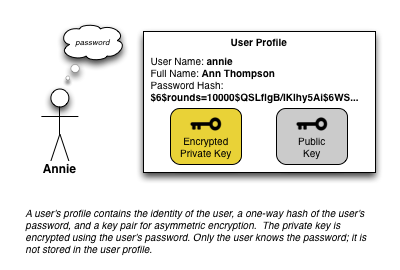 password
User Profile
User Name: annie
Full Name: Ann Thompson
Password Hash:
$6$rounds=10000$QSLflgB/IKlhy5Ai$6WS...
Encrypted
Private Key
Public
Key
Annie
A user's profile contains the identity of the user, a one-way hash of the user's
password, and a key pair for asymmetric encryption.  The private key is
encrypted using the user's password. Only the user knows the password; it is
not stored in the user profile.